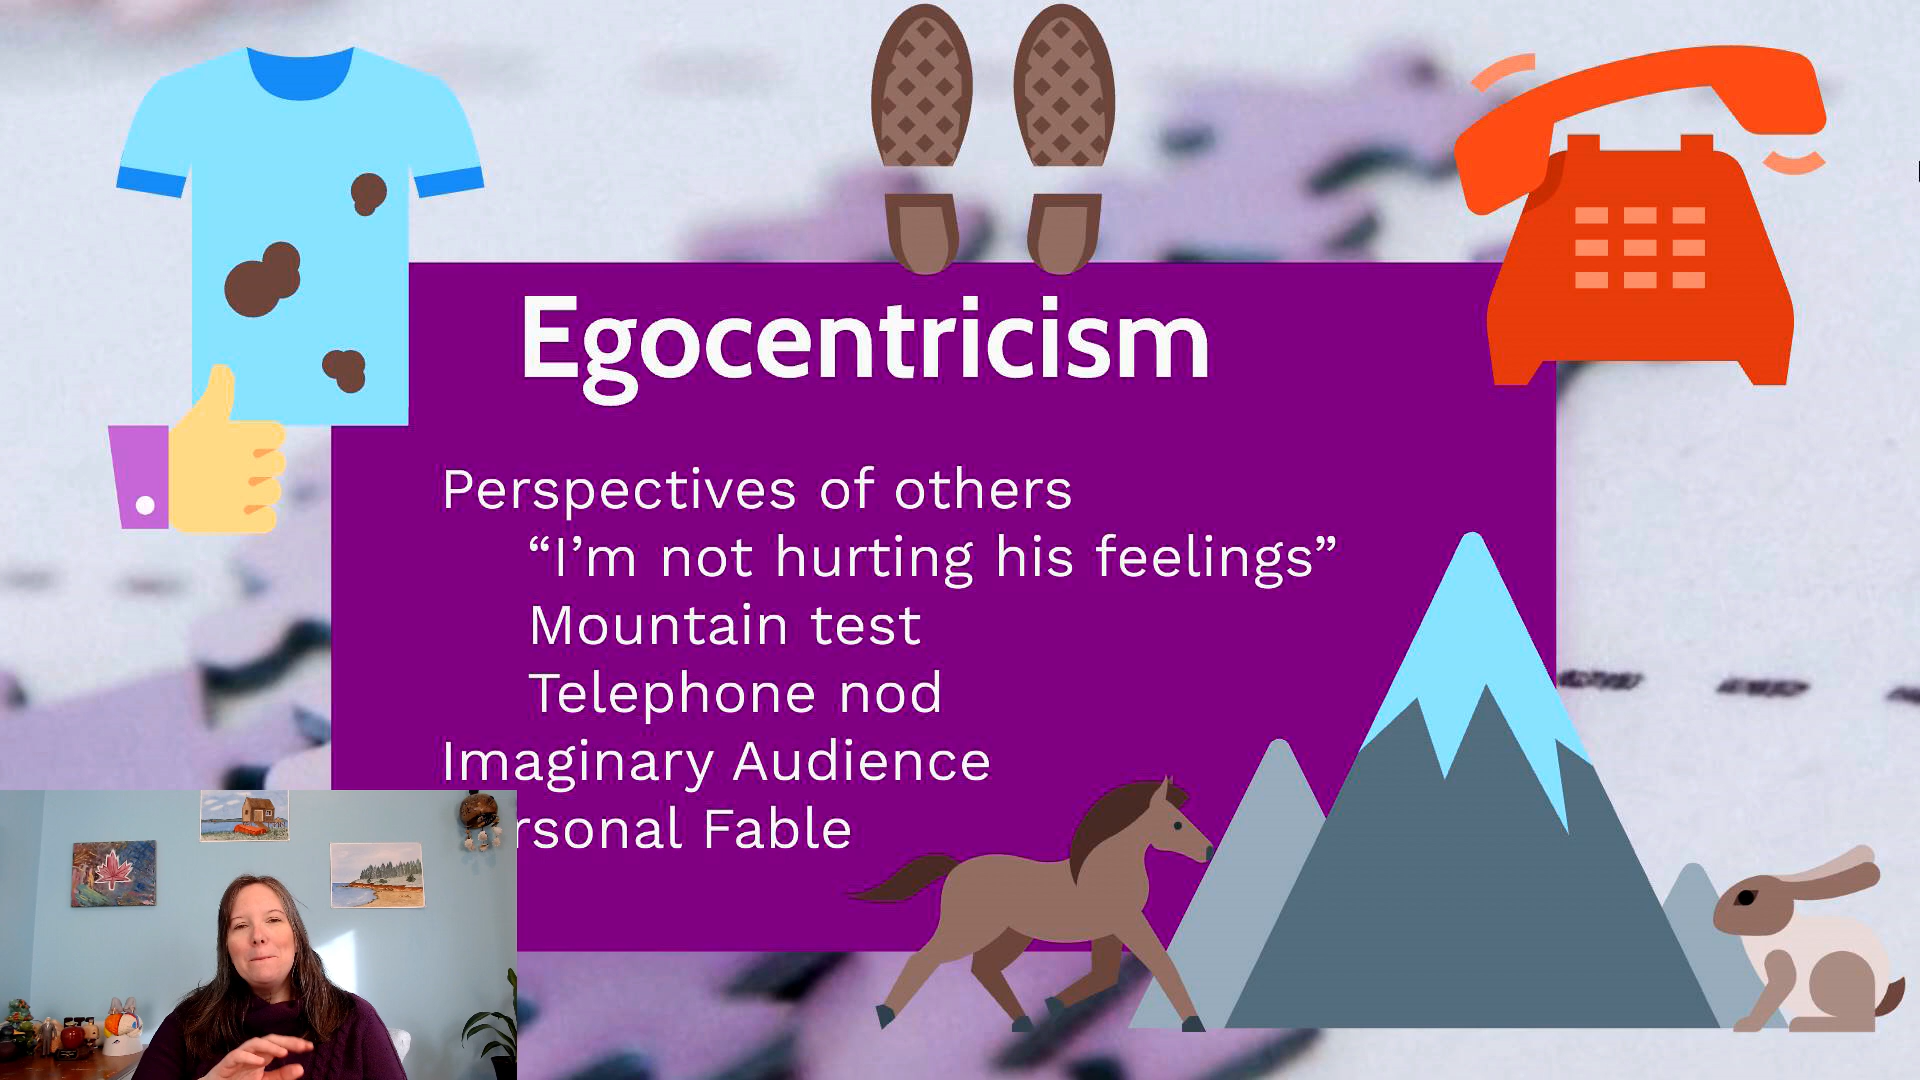 Egocentricism
Perspectives of others
“I’m not hurting his feelings”
Mountain test
Telephone nod
Imaginary Audience
rsonal Fable